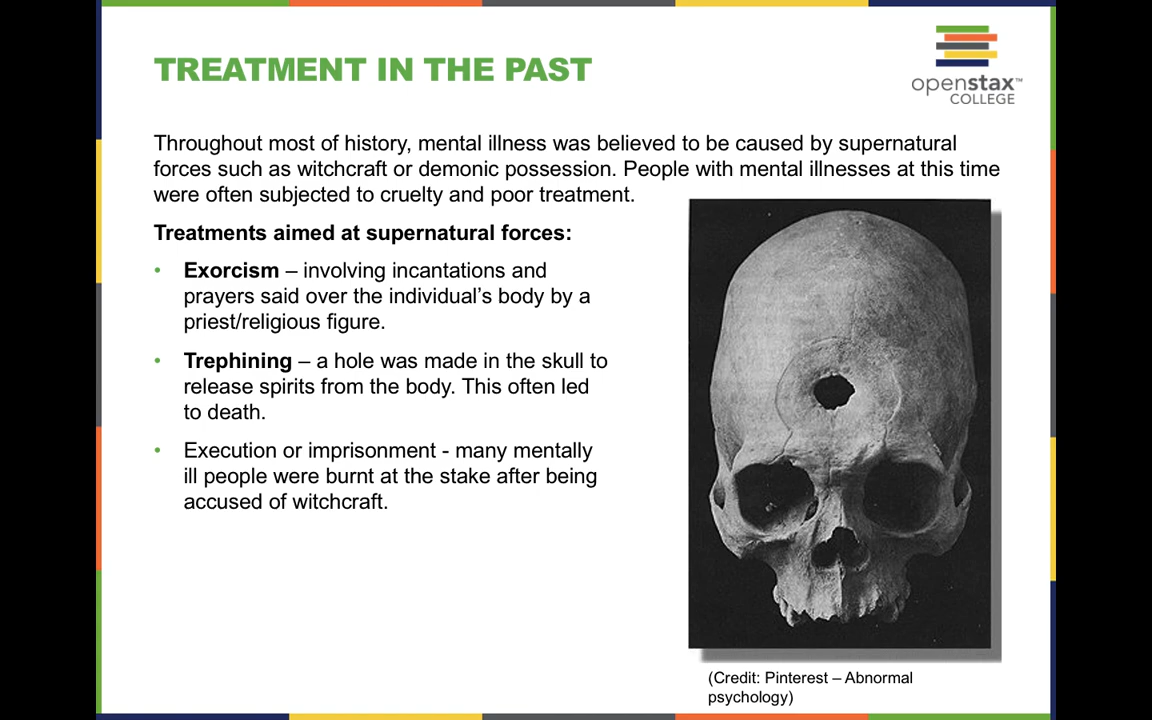 TREATMENT IN THE PAST
openstax™
COLLEGE
Throughout most of history, mental illness was believed to be caused by supernatural
forces such as witchcraft or demonic possession. People with mental illnesses at this time
were often subjected to cruelty and poor treatment.
Treatments aimed at supernatural forces:
• Exorcism – involving incantations and
prayers said over the individual’s body by a
priest/religious figure.
• Trephining – a hole was made in the skull to
release spirits from the body. This often led
to death.
• Execution or imprisonment - many mentally
ill people were burnt at the stake after being
accused of witchcraft.
(Credit: Pinterest – Abnormal
psychology)